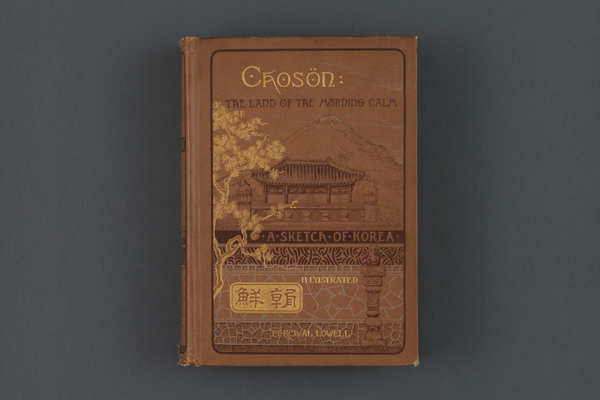 CHOSÖN:
THE LAND OF THE MORNING CALM
·A·SKETCH·OF·KOREA·
ILLUSTRATED
鮮朝
PERCIVAL LOWELL